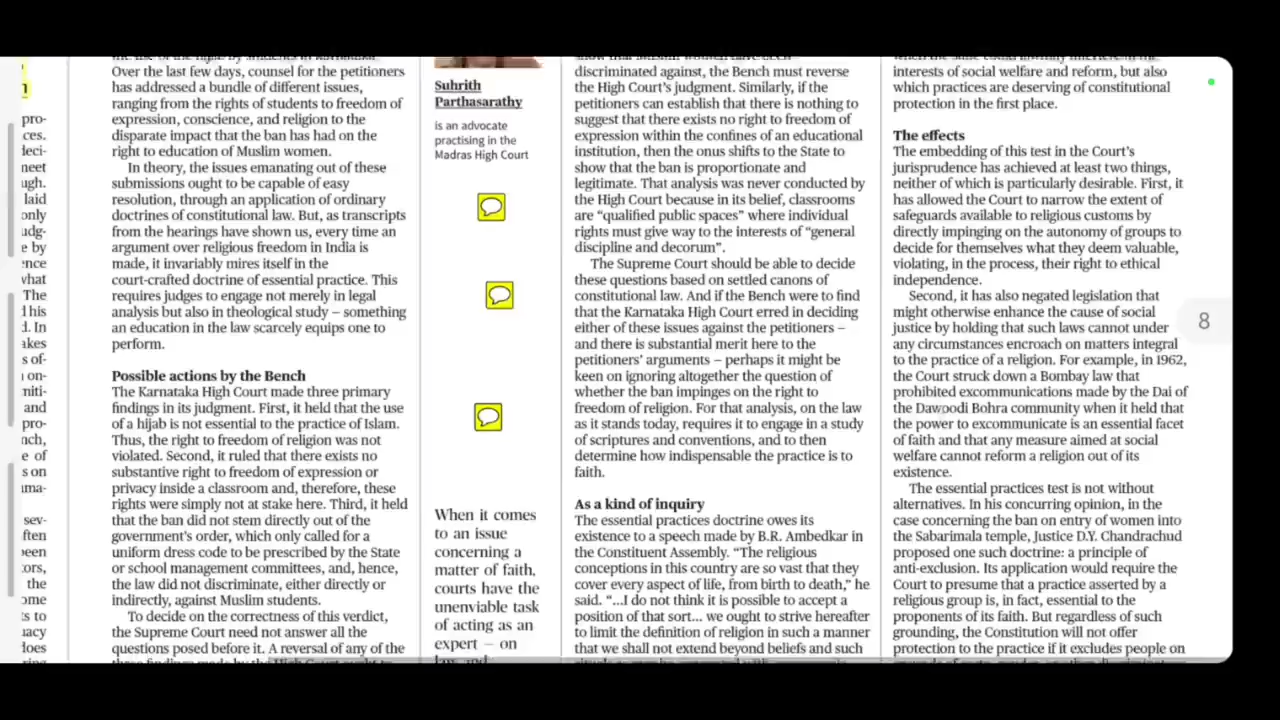 n
pro-
ces.
deci-
meet
ugh.
laid
only
udg-
e by
ence
what
The
d his
d. In
akes
s of-
on-
niti-
and
pro-
nch,
e of
s on
ma-
sev-
ften
been
tors,
the
ome
ts to
nacy
does
Over the last few days, counsel for the petitioners
has addressed a bundle of different issues,
ranging from the rights of students to freedom of
expression, conscience, and religion to the
disparate impact that the ban has had on the
right to education of Muslim women.
In theory, the issues emanating out of these
submissions ought to be capable of easy
resolution, through an application of ordinary
doctrines of constitutional law. But, as transcripts
from the hearings have shown us, every time an
argument over religious freedom in India is
made, it invariably mires itself in the
court-crafted doctrine of essential practice. This
requires judges to engage not merely in legal
analysis but also in theological study — something
an education in the law scarcely equips one to
perform.
Possible actions by the Bench
The Karnataka High Court made three primary
findings in its judgment. First, it held that the use
of a hijab is not essential to the practice of Islam.
Thus, the right to freedom of religion was not
violated. Second, it ruled that there exists no
substantive right to freedom of expression or
privacy inside a classroom and, therefore, these
rights were simply not at stake here. Third, it held
that the ban did not stem directly out of the
government's order, which only called for a
uniform dress code to be prescribed by the State
or school management committees, and, hence,
the law did not discriminate, either directly or
indirectly, against Muslim students.
To decide on the correctness of this verdict,
the Supreme Court need not answer all the
questions posed before it. A reversal of any of the
Suhrith
Parthasarathy
is an advocate
practising in the
Madras High Court
When it comes
to an issue
concerning a
matter of faith,
courts have the
unenviable task
of acting as an
expert — on
law and
discriminated against, the Bench must reverse
the High Court's judgment. Similarly, if the
petitioners can establish that there is nothing to
suggest that there exists no right to freedom of
expression within the confines of an educational
institution, then the onus shifts to the State to
show that the ban is proportionate and
legitimate. That analysis was never conducted by
the High Court because in its belief, classrooms
are “qualified public spaces” where individual
rights must give way to the interests of “general
discipline and decorum”.
The Supreme Court should be able to decide
these questions based on settled canons of
constitutional law. And if the Bench were to find
that the Karnataka High Court erred in deciding
either of these issues against the petitioners —
and there is substantial merit here to the
petitioners' arguments — perhaps it might be
keen on ignoring altogether the question of
whether the ban impinges on the right to
freedom of religion. For that analysis, on the law
as it stands today, requires it to engage in a study
of scriptures and conventions, and to then
determine how indispensable the practice is to
faith.
As a kind of inquiry
The essential practices doctrine owes its
existence to a speech made by B.R. Ambedkar in
the Constituent Assembly. “The religious
conceptions in this country are so vast that they
cover every aspect of life, from birth to death,” he
said. “...I do not think it is possible to accept a
position of that sort... we ought to strive hereafter
to limit the definition of religion in such a manner
that we shall not extend beyond beliefs and such
interests of social welfare and reform, but also
which practices are deserving of constitutional
protection in the first place.
The effects
The embedding of this test in the Court's
jurisprudence has achieved at least two things,
neither of which is particularly desirable. First, it
has allowed the Court to narrow the extent of
safeguards available to religious customs by
directly impinging on the autonomy of groups to
decide for themselves what they deem valuable,
violating, in the process, their right to ethical
independence.
Second, it has also negated legislation that
might otherwise enhance the cause of social
justice by holding that such laws cannot under
any circumstances encroach on matters integral
to the practice of a religion. For example, in 1962,
the Court struck down a Bombay law that
prohibited excommunications made by the Dai of
the Dawoodi Bohra community when it held that
the power to excommunicate is an essential facet
of faith and that any measure aimed at social
welfare cannot reform a religion out of its
existence.
The essential practices test is not without
alternatives. In his concurring opinion, in the
case concerning the ban on entry of women into
the Sabarimala temple, Justice D.Y. Chandrachud
proposed one such doctrine: a principle of
anti-exclusion. Its application would require the
Court to presume that a practice asserted by a
religious group is, in fact, essential to the
proponents of its faith. But regardless of such
grounding, the Constitution will not offer
protection to the practice if it excludes people on
8